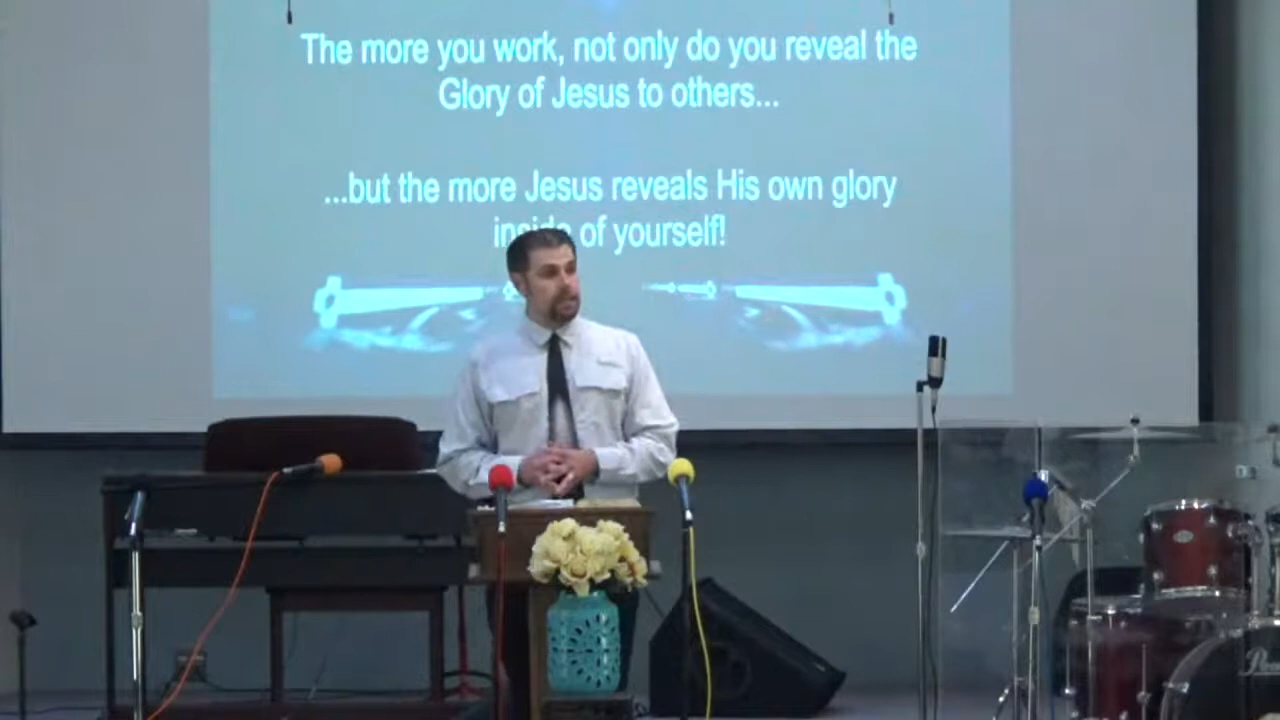 The more you work, not only do you reveal the
Glory of Jesus to others...
...but the more Jesus reveals His own glory
inside of yourself!